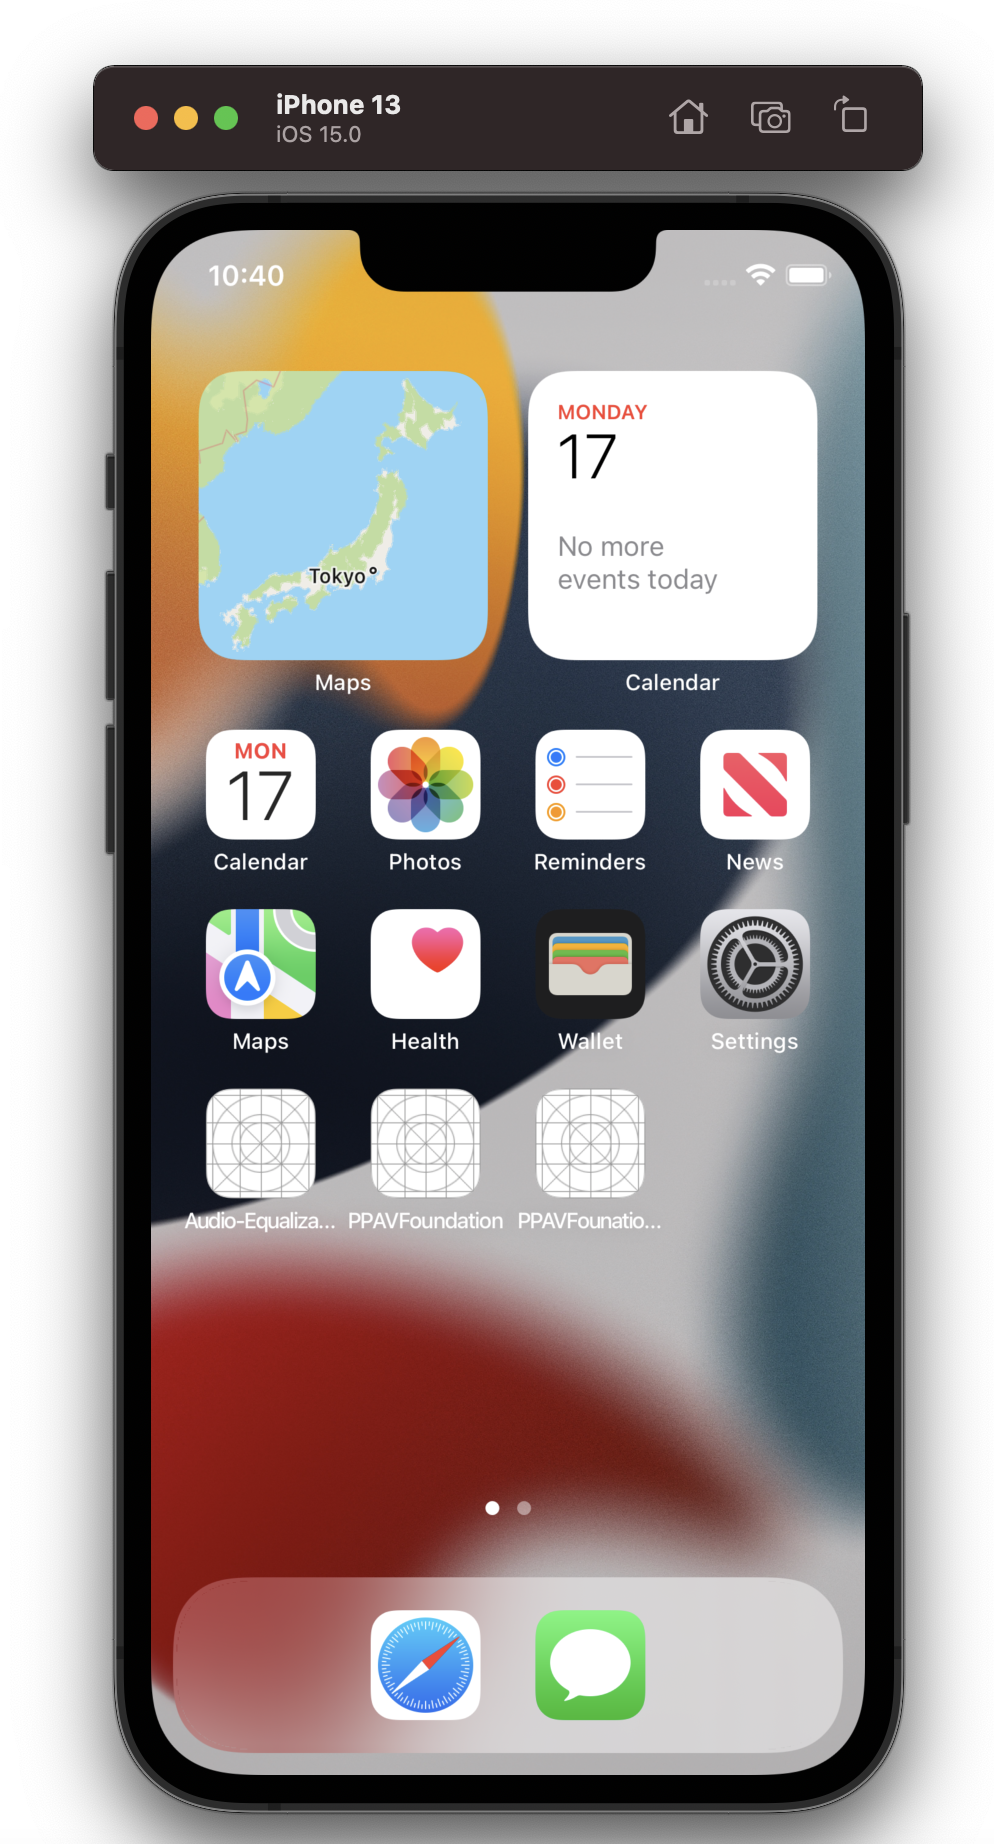 iPhone 13
iOS 15.0
10:40
Tokyo
MONDAY
17
No more
events today
Maps
Calendar
MON
17
Calendar
Photos
Reminders
News
Maps
Health
Wallet
Settings
Audio-Equaliza...
PPAVFoundation
PPAVFounatio...